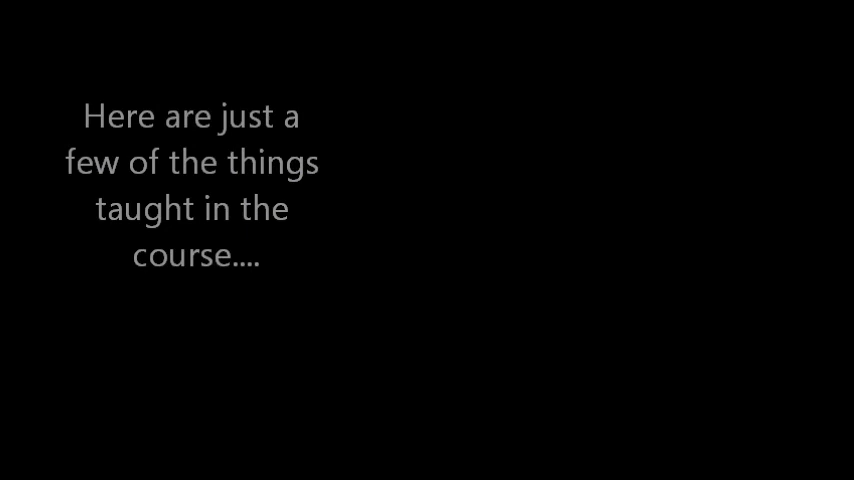 Here are just a
few of the things
taught in the
course....